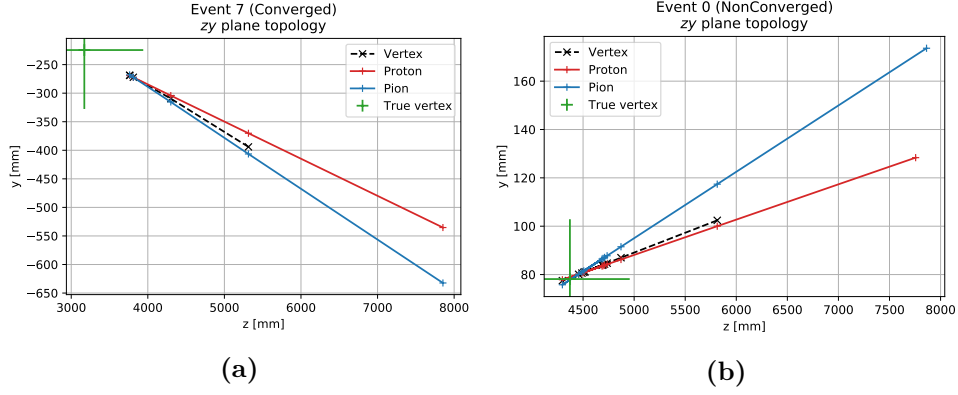 Event 7 (Converged)
zy plane topology
Vertex
Proton
Pion
True vertex
−250
−300
−350
−400
−450
−500
−550
−600
−650
y [mm]
3000 4000 5000 6000 7000 8000
z [mm]
(a)
Event 0 (NonConverged)
zy plane topology
Vertex
Proton
Pion
True vertex
160
140
120
100
80
y [mm]
4500 5000 5500 6000 6500 7000 7500 8000
z [mm]
(b)